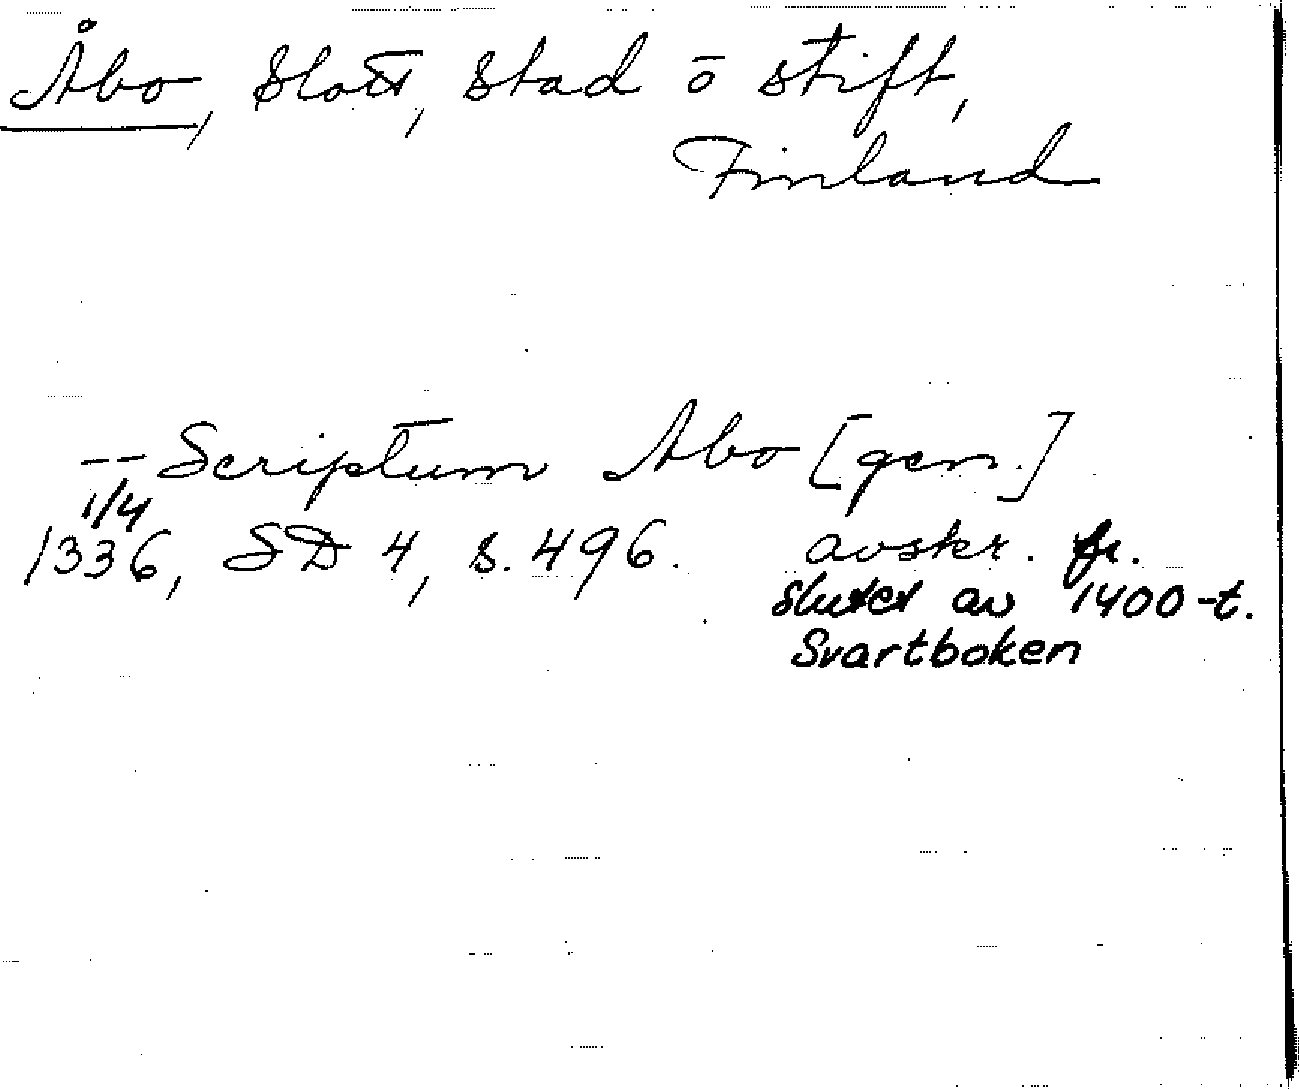 Åbo, Slott, stad o stift,
Finland
-- Scriptum Abo [gen.]
1/4
1336, SD 4, s. 496. avskr. fr.
slutet av 1400-t.
Svartboken